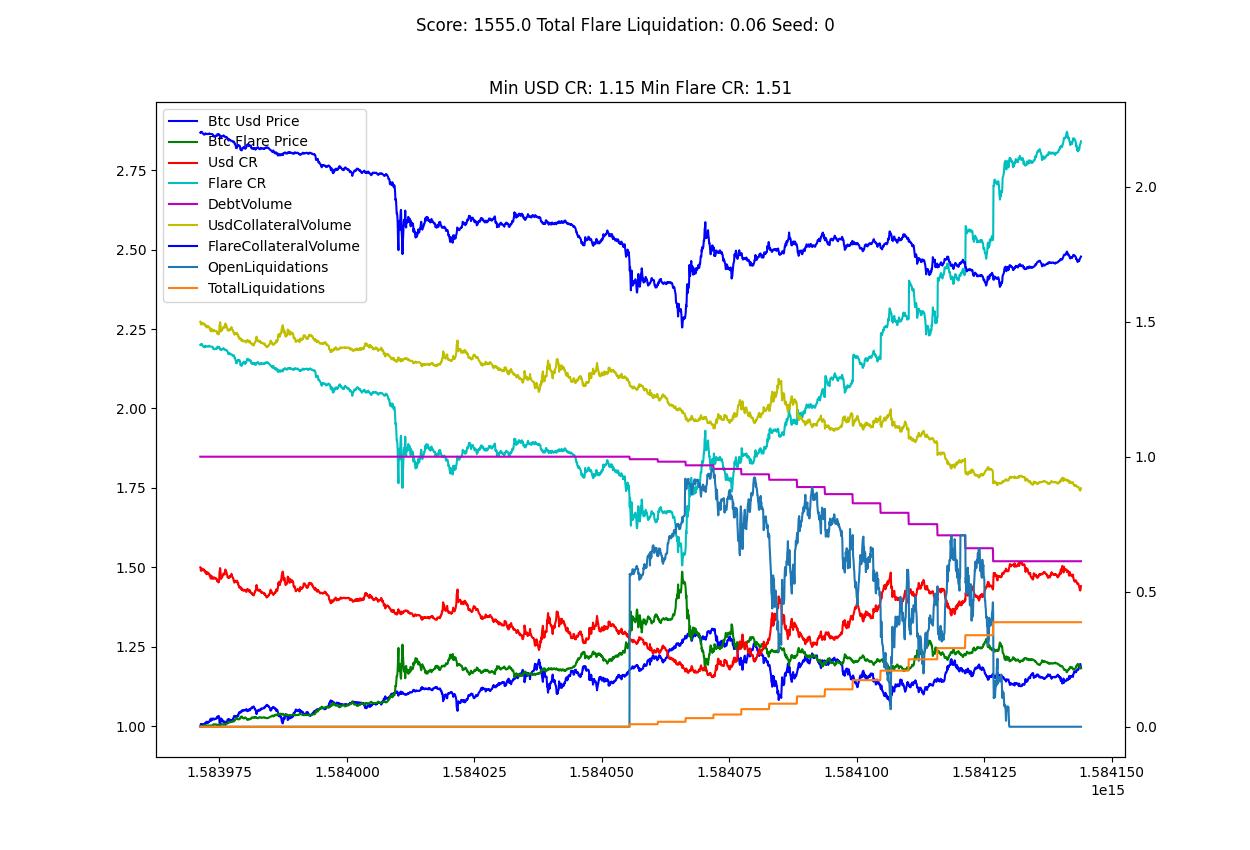 Score: 1555.0 Total Flare Liquidation: 0.06 Seed: 0
Min USD CR: 1.15 Min Flare CR: 1.51
Btc Usd Price
Btc Flare Price
Usd CR
Flare CR
DebtVolume
UsdCollateralVolume
FlareCollateralVolume
OpenLiquidations
TotalLiquidations
2.75
2.50
2.25
2.00
1.75
1.50
1.25
1.00
2.0
1.5
1.0
0.5
0.0
1.583975 1.584000 1.584025 1.584050 1.584075 1.584100 1.584125 1.584150
1e15